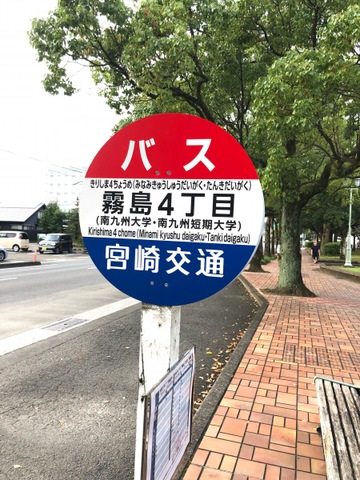 バス
きりしま4ちょうめ(みなみきゅうしゅうだいがく・たんきだいがく)
霧島4丁目
(南九州大学・南九州短期大学)
Kirishima 4 chome (Minami kyushu daigaku・Tanki daigaku)
宮崎交通